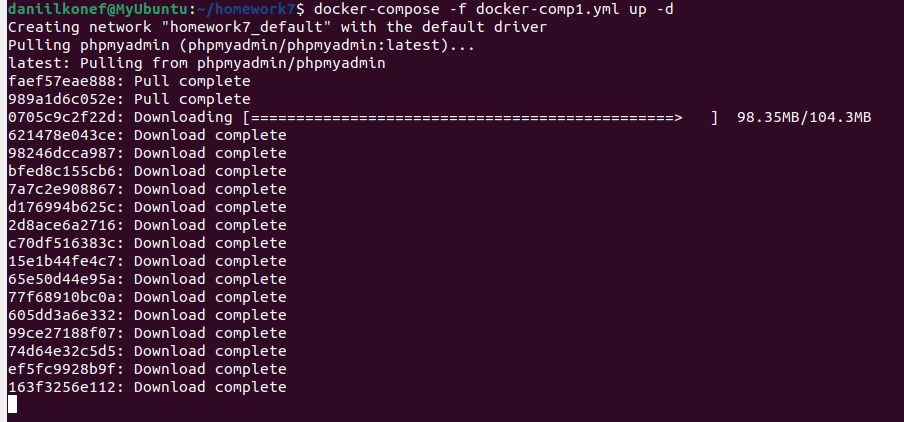 daniilkonef@MyUbuntu:~/homework7$ docker-compose -f docker-comp1.yml up -d
Creating network "homework7_default" with the default driver
Pulling phpmyadmin (phpmyadmin/phpmyadmin:latest)...
latest: Pulling from phpmyadmin/phpmyadmin
faef57eae888: Pull complete
989a1d6c052e: Pull complete
0705c9c2f22d: Downloading [===============================================>   ]  98.35MB/104.3MB
621478e043ce: Download complete
98246dcca987: Download complete
bfed8c155cb6: Download complete
7a7c2e908867: Download complete
d176994b625c: Download complete
2d8ace6a2716: Download complete
c70df516383c: Download complete
15e1b44fe4c7: Download complete
65e50d44e95a: Download complete
77f68910bc0a: Download complete
605dd3a6e332: Download complete
99ce27188f07: Download complete
74d64e32c5d5: Download complete
ef5fc9928b9f: Download complete
163f3256e112: Download complete